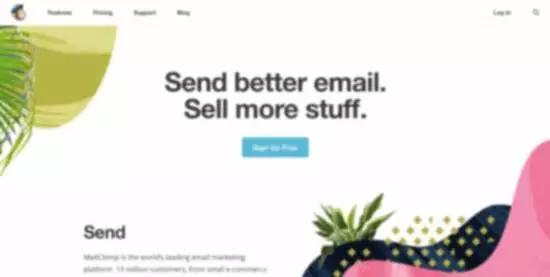 Features Pricing Support Blog Log In
Send better email.
Sell more stuff.
Sign Up Free
Send
MailChimp is the world's leading email marketing
platform. 15 million customers, from small e-commerce